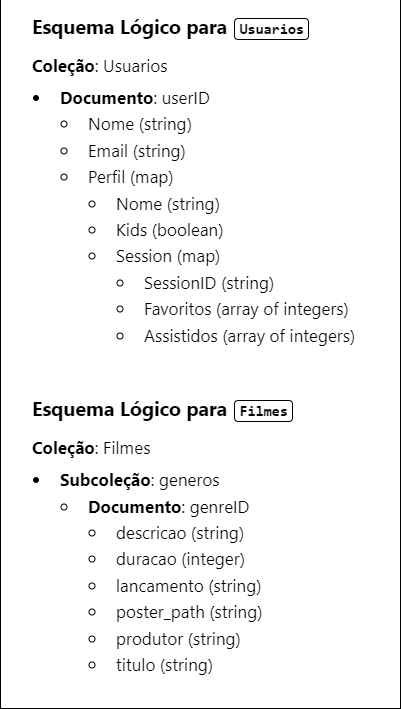 Esquema Lógico para Usuarios
Coleção: Usuarios
Documento: userID
Nome (string)
Email (string)
Perfil (map)
Nome (string)
Kids (boolean)
Session (map)
SessionID (string)
Favoritos (array of integers)
Assistidos (array of integers)
Esquema Lógico para Filmes
Coleção: Filmes
Subcoleção: generos
Documento: genreID
descricao (string)
duracao (integer)
lancamento (string)
poster_path (string)
produtor (string)
titulo (string)